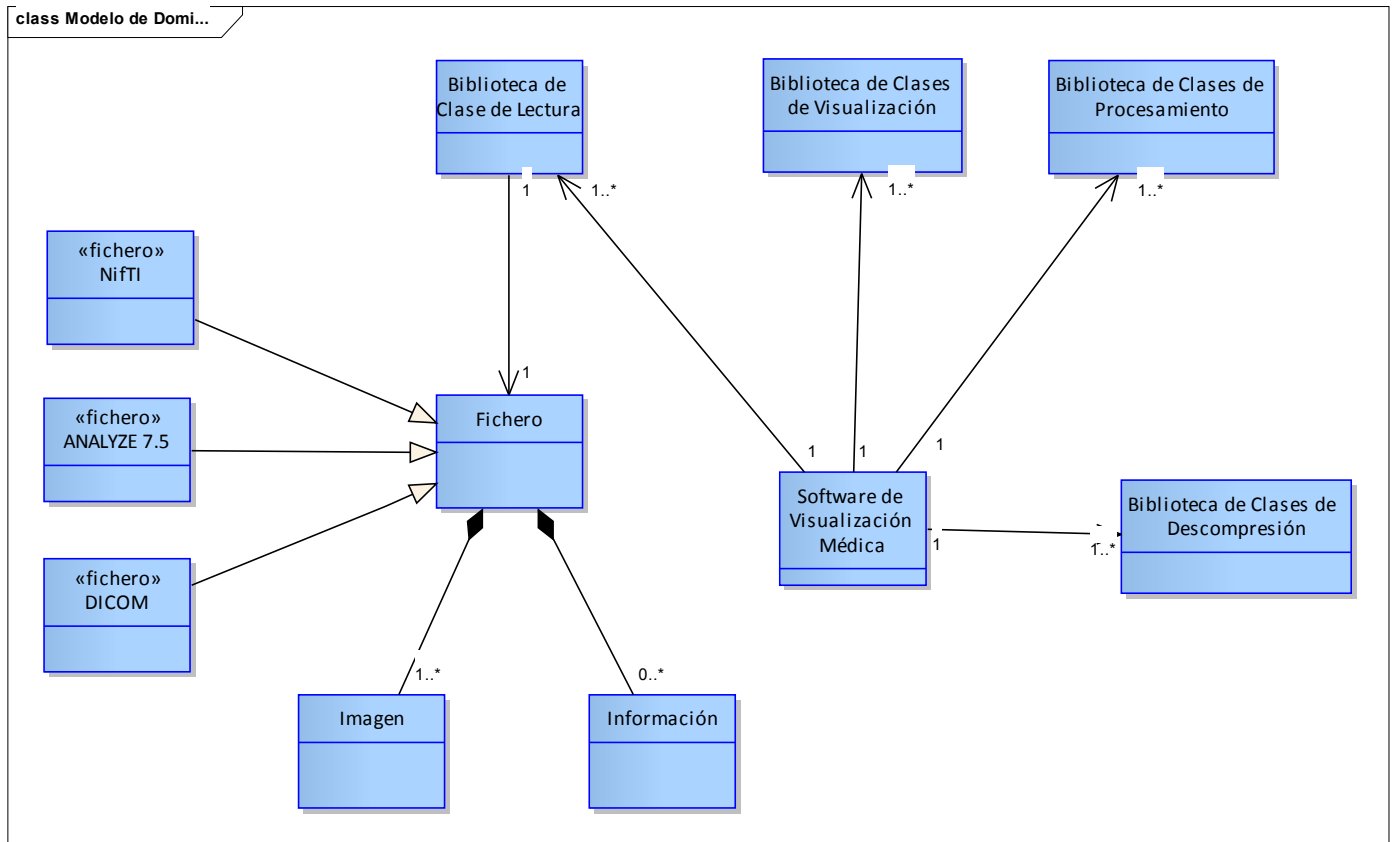 class Modelo de Domi...
Biblioteca de
Clase de Lectura
Biblioteca de Clases
de Visualización
Biblioteca de Clases de
Procesamiento
1
1..*
1..*
1..*
«fichero»
NifTI
1
«fichero»
ANALYZE 7.5
Fichero
1
1
1
Software de
Visualización
Médica
Biblioteca de Clases de
Descompresión
1
1..*
«fichero»
DICOM
1..*
0..*
Imagen
Información